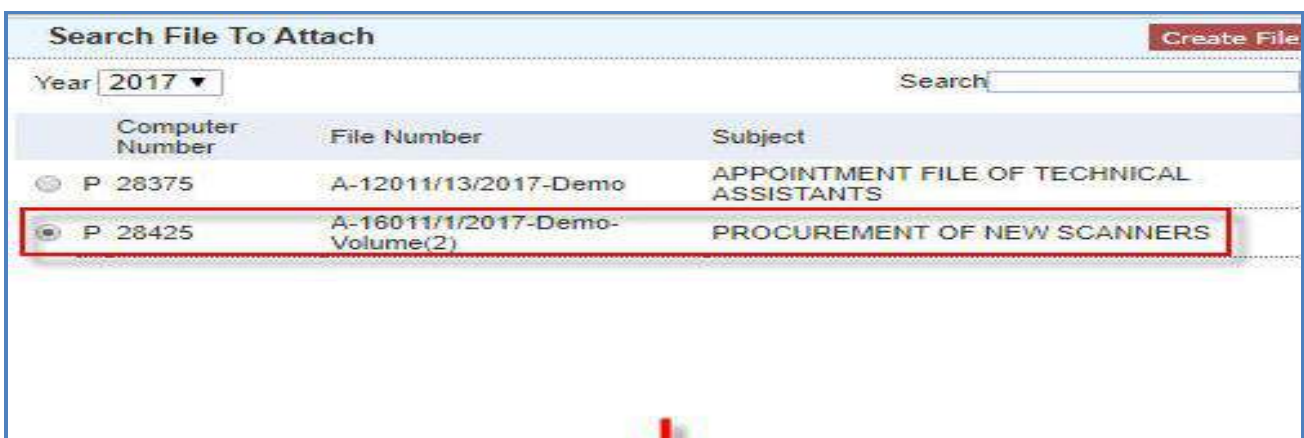 Search File To Attach
Create File
Year 2017
Search
Computer Number File Number Subject
P 28375 A-12011/13/2017-Demo APPOINTMENT FILE OF TECHNICAL ASSISTANTS
P 28425 A-16011/1/2017-Demo-Volume(2) PROCUREMENT OF NEW SCANNERS